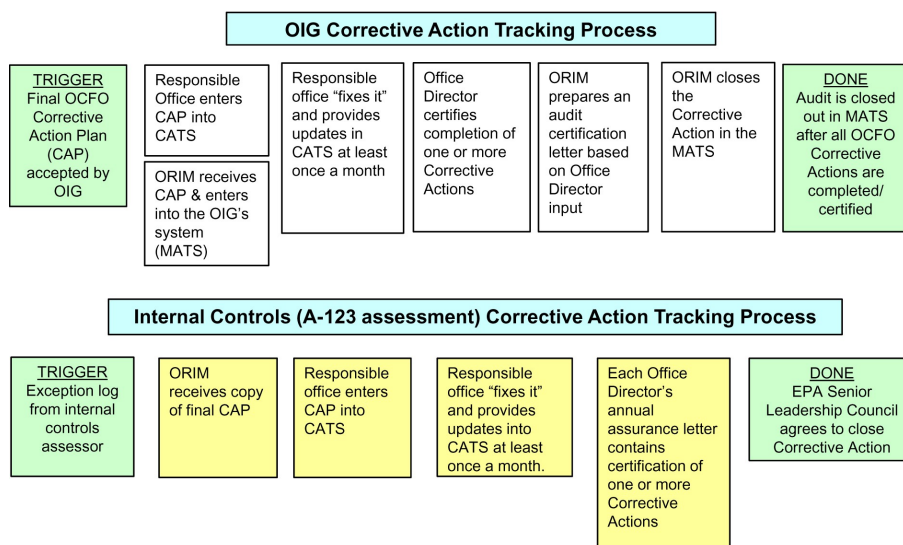 OIG Corrective Action Tracking Process
TRIGGER
Final OCFO
Corrective
Action Plan
(CAP)
accepted by
OIG
Responsible
Office enters
CAP into
CATS
ORIM receives
CAP & enters
into the OIG’s
system
(MATS)
Responsible
office “fixes it”
and provides
updates in
CATS at least
once a month
Office
Director
certifies
completion of
one or more
Corrective
Actions
ORIM
prepares an
audit
certification
letter based
on Office
Director
input
ORIM closes
the
Corrective
Action in the
MATS
DONE
Audit is closed
out in MATS
after all OCFO
Corrective
Actions are
completed/
certified
Internal Controls (A-123 assessment) Corrective Action Tracking Process
TRIGGER
Exception log
from internal
controls
assessor
ORIM
receives copy
of final CAP
Responsible
office enters
CAP into
CATS
Responsible
office “fixes it”
and provides
updates into
CATS at least
once a month.
Each Office
Director’s
annual
assurance letter
contains
certification of
one or more
Corrective
Actions
DONE
EPA Senior
Leadership Council
agrees to close
Corrective Action